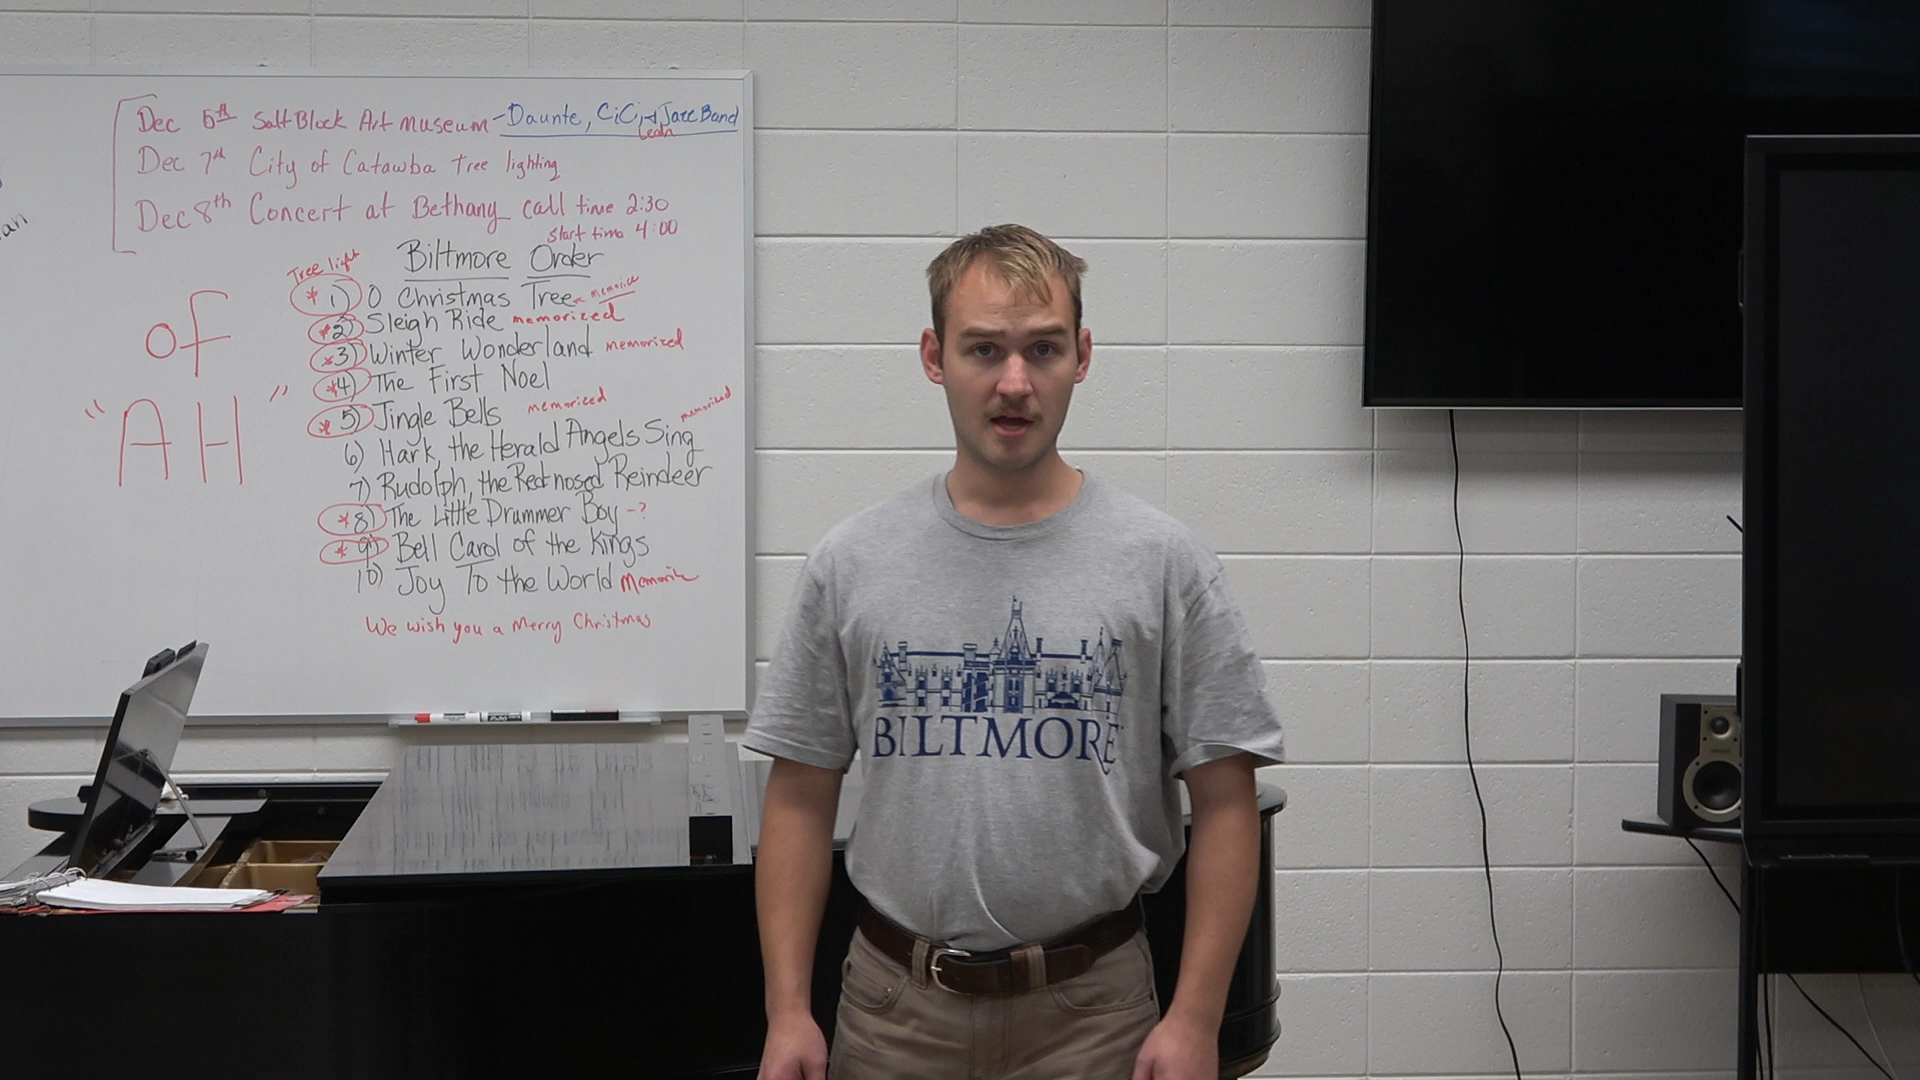 Dec 5th Salt Block Art Museum - Daunte, CiCi, + Jazz Band
Leah
Dec 7th City of Catawba Tree lighting
Dec 8th Concert at Bethany call time 2:30
start time 4:00
an
Biltmore Order
Tree light
* 1) O Christmas Tree - memorize
* 2) Sleigh Ride memorized
* 3) Winter Wonderland memorized
* 4) The First Noel
* 5) Jingle Bells memorized
6) Hark, the Herald Angels Sing memorized
7) Rudolph, the Red-nosed Reindeer
* 8) The Little Drummer Boy -?
* 9) Bell Carol of the Kings
10) Joy To the World
We wish you a Merry Christmas
of
"AH"
BILTMORE